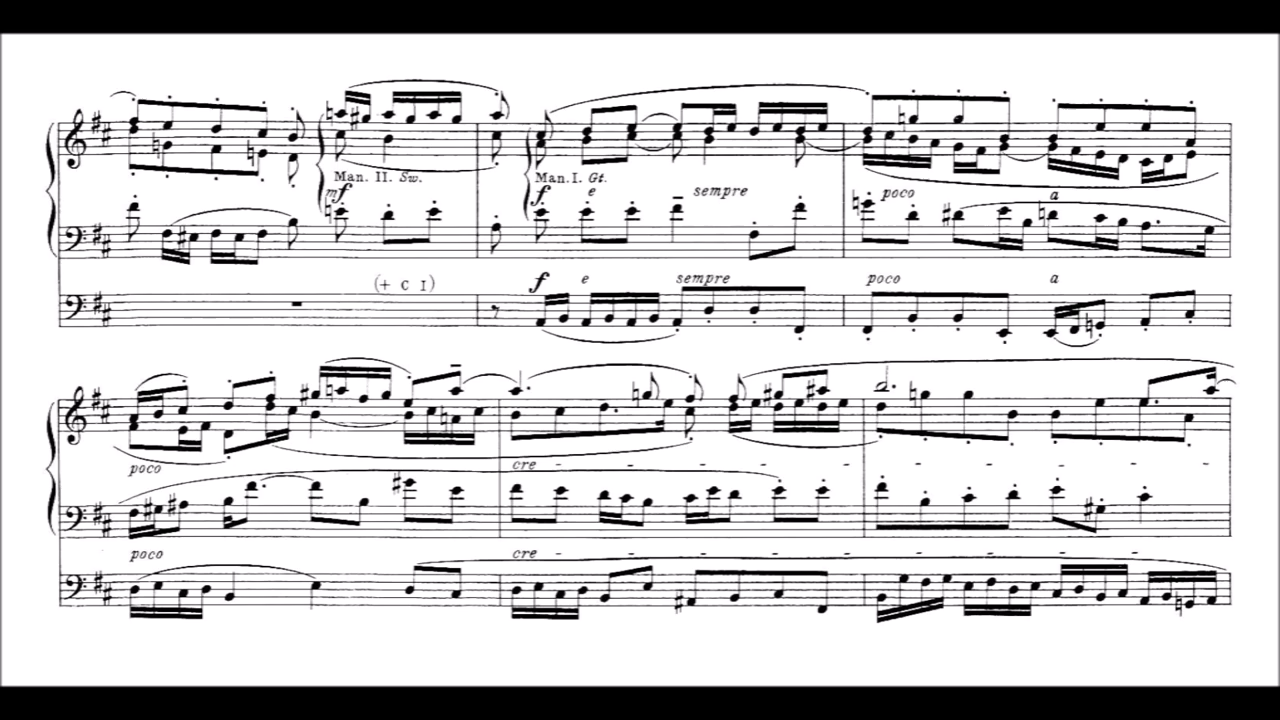 Man. II. Sw.
mf
Man. I. Gt.
f e sempre poco a
(+ C I)
f e sempre poco a
poco cre - - - - - - - - - -
poco cre - - - - - - - - -